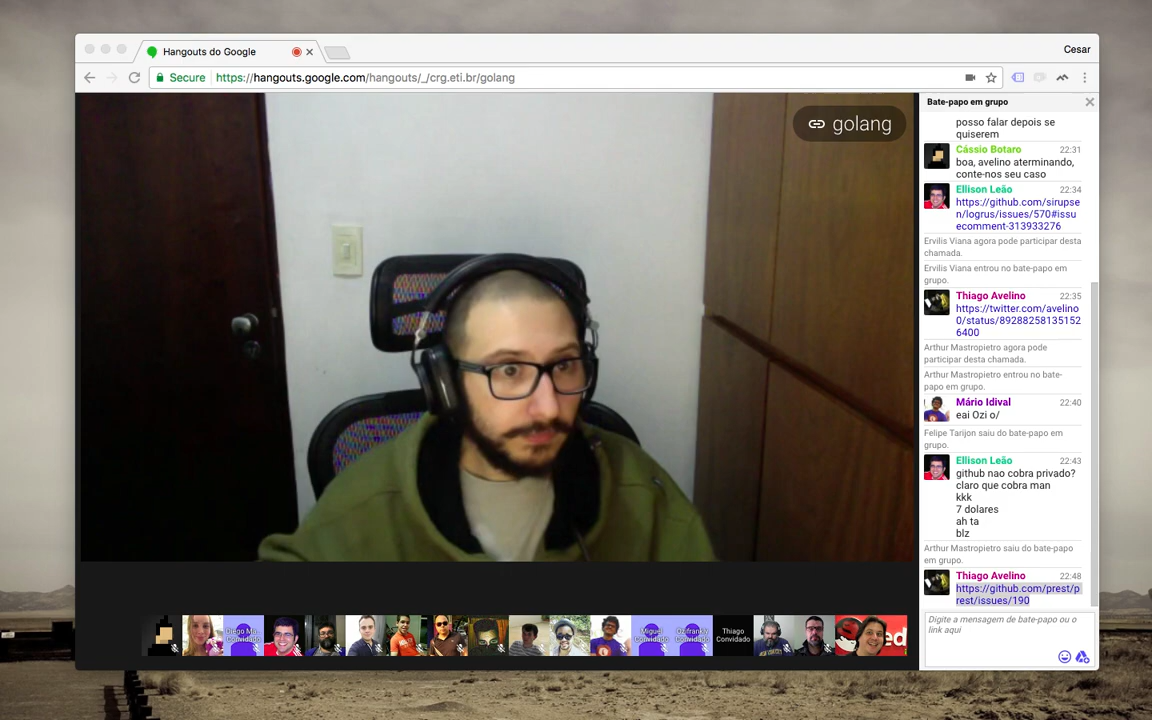 Hangouts do Google
Cesar
Secure
https://hangouts.google.com/hangouts/_/crg.eti.br/golang
golang
Bate-papo em grupo
posso falar depois se
quiserem
Cássio Botaro 22:31
boa, avelino aterminando,
conte-nos seu caso
Ellison Leão 22:34
https://github.com/sirupse
n/logrus/issues/570#issu
ecomment-313933276
Ervilis Viana agora pode participar desta
chamada.
Ervilis Viana entrou no bate-papo em
grupo.
Thiago Avelino 22:35
https://twitter.com/avelino
0/status/89288258135152
6400
Arthur Mastropietro agora pode
participar desta chamada.
Arthur Mastropietro entrou no bate-
papo em grupo.
Mário Idival 22:40
eai Ozi o/
Felipe Tarijon saiu do bate-papo em
grupo.
Ellison Leão 22:43
github nao cobra privado?
claro que cobra man
kkk
7 dolares
ah ta
blz
Arthur Mastropietro saiu do bate-papo
em grupo.
Thiago Avelino 22:48
https://github.com/prest/p
rest/issues/190
Digite a mensagem de bate-papo ou o
link aqui
Diego Mu...
Convidado
Miguel
Convidado
Ozifrankly
Convidado
Thiago
Convidado
ed